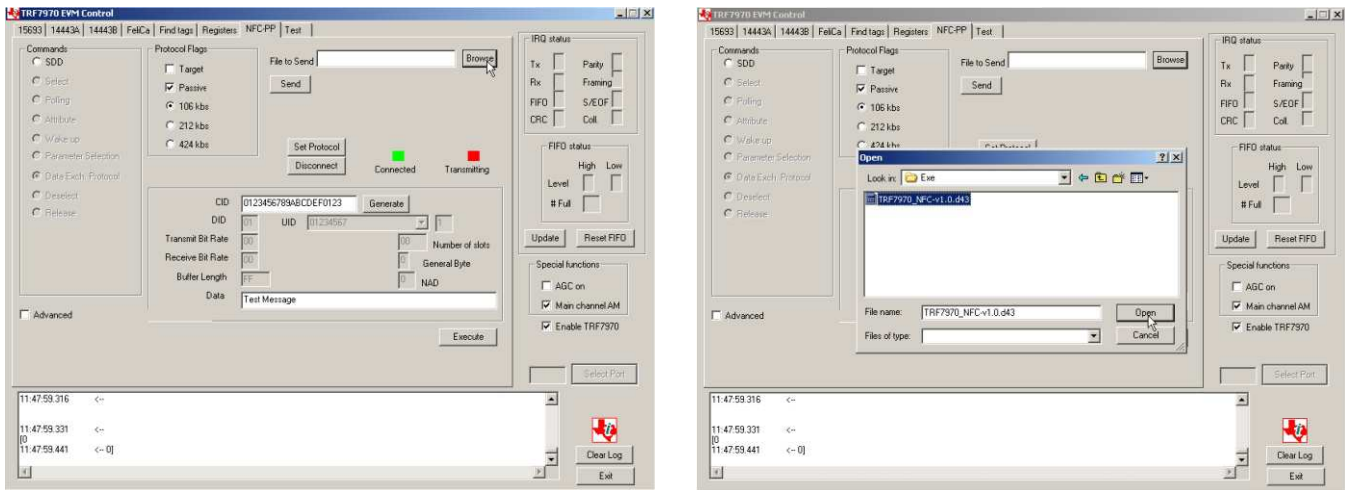 TRF7970 EVM Control
15693 14443A 14443B FeliCa Find tags Registers NFC-PP Test
Commands
SDD
Select
Polling
Attribute
Wake up
Parameter Selection
Data Exch. Protocol
Deselect
Release
Advanced
Protocol Flags
Target
Passive
106 kbs
212 kbs
424 kbs
File to Send
Browse
Send
Set Protocol
Disconnect
Connected
Transmitting
CID 0123456789ABCDEF0123 Generate
DID 01 UID 01234567 1
Transmit Bit Rate 00 00 Number of slots
Receive Bit Rate 00 0 General Byte
Buffer Length FF 0 NAD
Data Test Message
Execute
IRQ status
Tx Parity
Rx Framing
FIFO S/EOF
CRC Coll.
FIFO status
High Low
Level
# Full
Update Reset FIFO
Special functions
AGC on
Main channel AM
Enable TRF7970
Select Port
11:47:59.316 <--
11:47:59.331 <--
[0
11:47:59.441 <-- 0]
Clear Log
Exit
TRF7970 EVM Control
15693 14443A 14443B FeliCa Find tags Registers NFC-PP Test
Commands
SDD
Select
Polling
Attribute
Wake up
Parameter Selection
Data Exch. Protocol
Deselect
Release
Advanced
Protocol Flags
Target
Passive
106 kbs
212 kbs
424 kbs
File to Send
Browse
Send
Set Protocol
Open
Look in: Exe
TRF7970_NFC-v1.0.d43
File name: TRF7970_NFC-v1.0.d43 Open
Files of type: Cancel
IRQ status
Tx Parity
Rx Framing
FIFO S/EOF
CRC Coll.
FIFO status
High Low
Level
# Full
Update Reset FIFO
Special functions
AGC on
Main channel AM
Enable TRF7970
Select Port
11:47:59.316 <--
11:47:59.331 <--
[0
11:47:59.441 <-- 0]
Clear Log
Exit